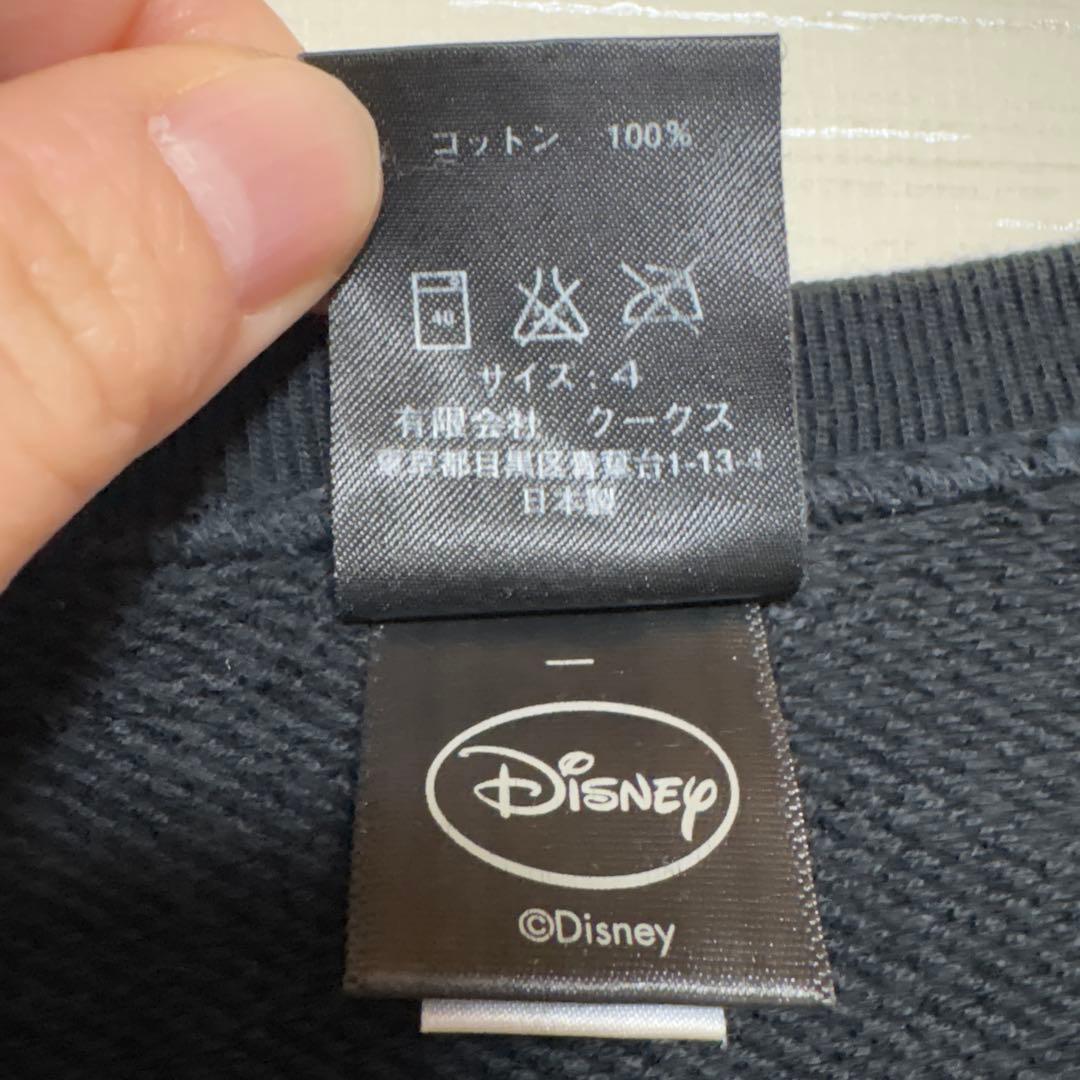 コットン 100%
40
サイズ：4
有限会社 クークス
東京都目黒区青葉台1-13-4
日本製
Disney
©Disney